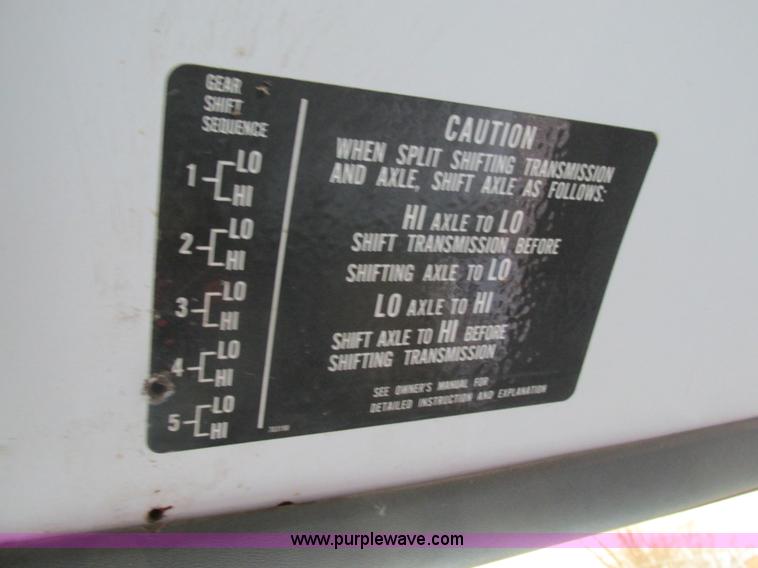 GEAR
SHIFT
SEQUENCE
1 LO
HI
2 LO
HI
3 LO
HI
4 LO
HI
5 LO
HI
CAUTION
WHEN SPLIT SHIFTING TRANSMISSION
AND AXLE, SHIFT AXLE AS FOLLOWS:
HI AXLE TO LO
SHIFT TRANSMISSION BEFORE
SHIFTING AXLE TO LO
LO AXLE TO HI
SHIFT AXLE TO HI BEFORE
SHIFTING TRANSMISSION
SEE OWNER'S MANUAL FOR
DETAILED INSTRUCTION AND EXPLANATION
www.purplewave.com